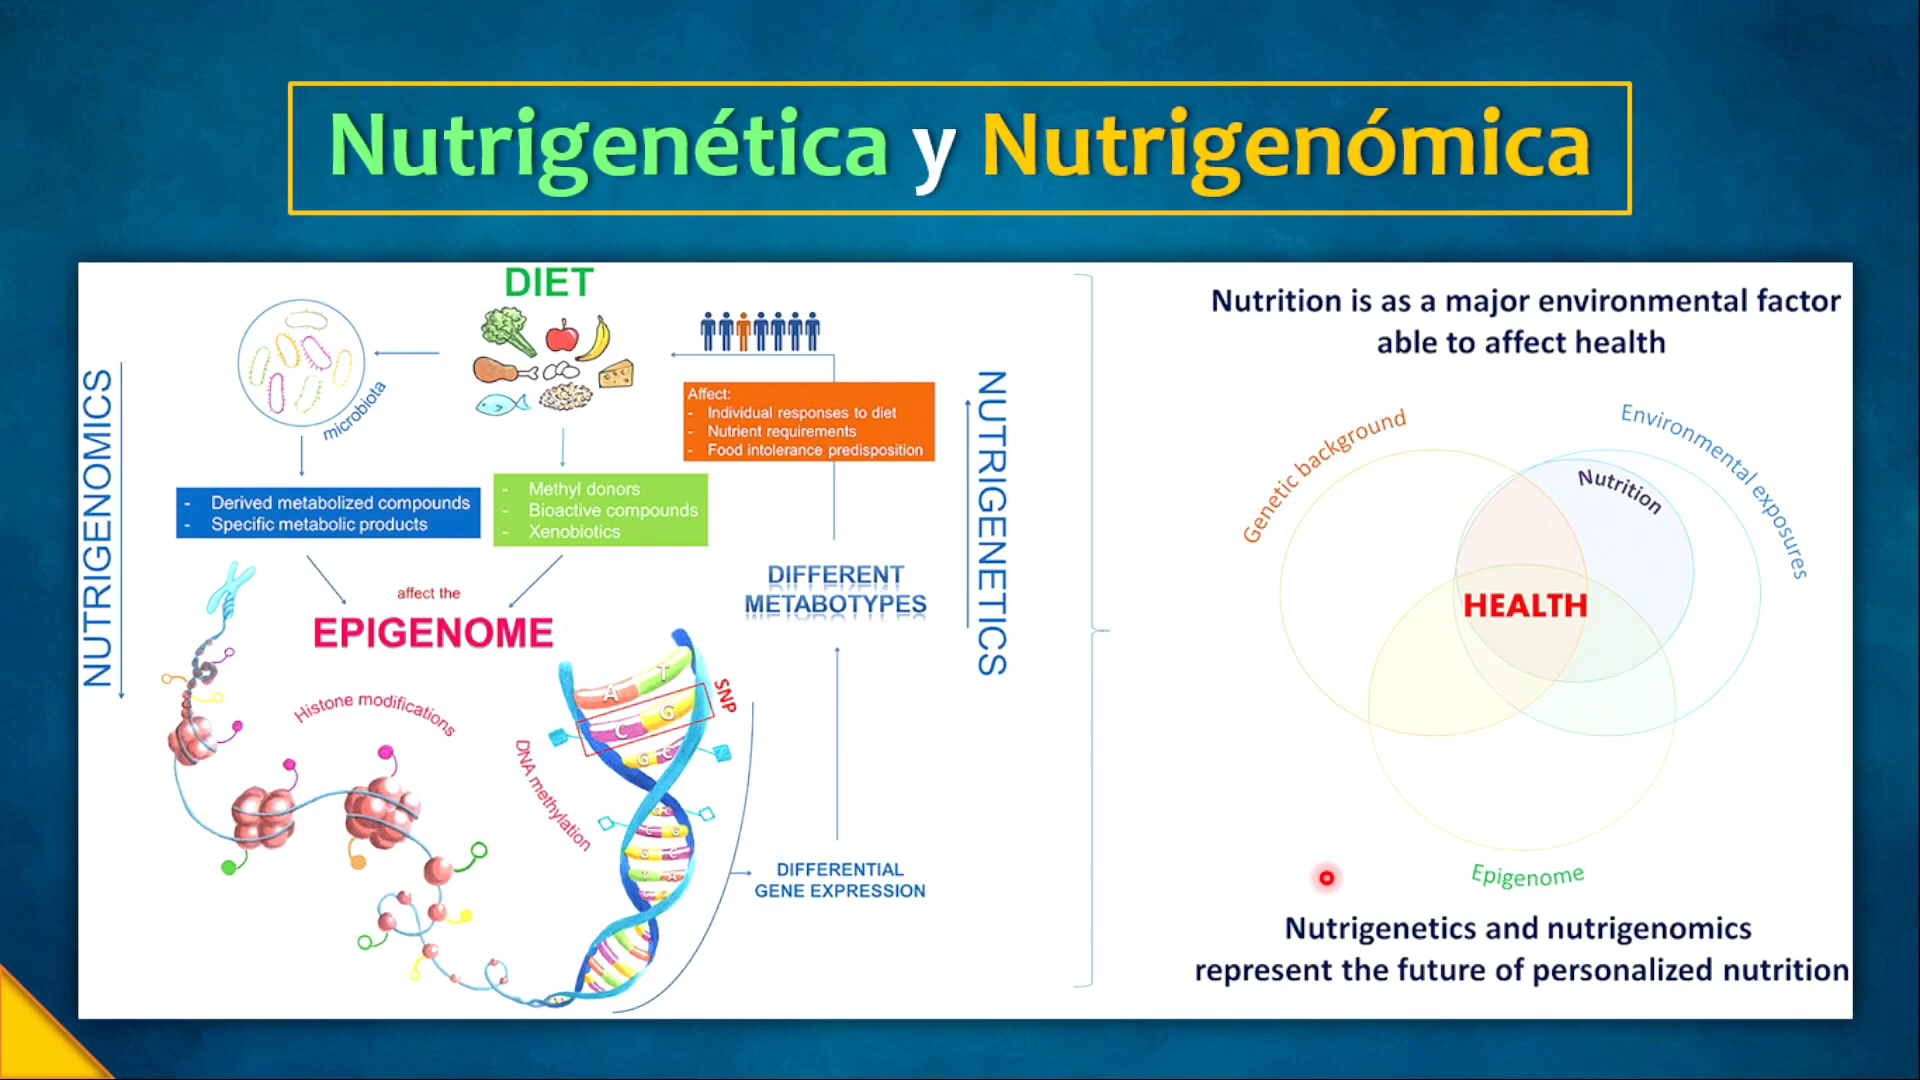 Nutrigenética y Nutrigenómica
DIET
microbiota
NUTRIGENOMICS
- Derived metabolized compounds
- Specific metabolic products
- Methyl donors
- Bioactive compounds
- Xenobiotics
affect the
EPIGENOME
Histone modifications
DNA methylation
A T
C G
G C
SNP
DIFFERENTIAL
GENE EXPRESSION
DIFFERENT
METABOTYPES
Affect:
- Individual responses to diet
- Nutrient requirements
- Food intolerance predisposition
NUTRIGENETICS
Nutrition is as a major environmental factor
able to affect health
Genetic background
Environmental exposures
Nutrition
HEALTH
Epigenome
Nutrigenetics and nutrigenomics
represent the future of personalized nutrition